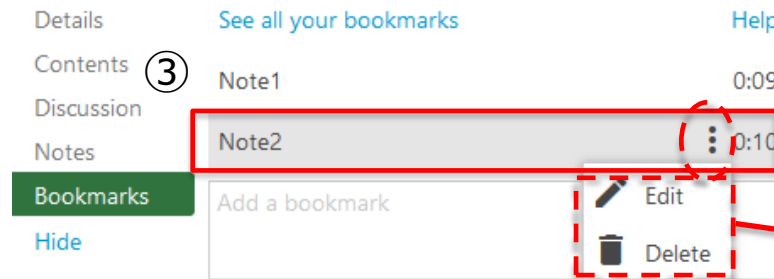 Details
Contents
Discussion
Notes
Bookmarks
Hide
③
See all your bookmarks
Help
Note1
0:09
Note2
0:10
Add a bookmark
Edit
Delete